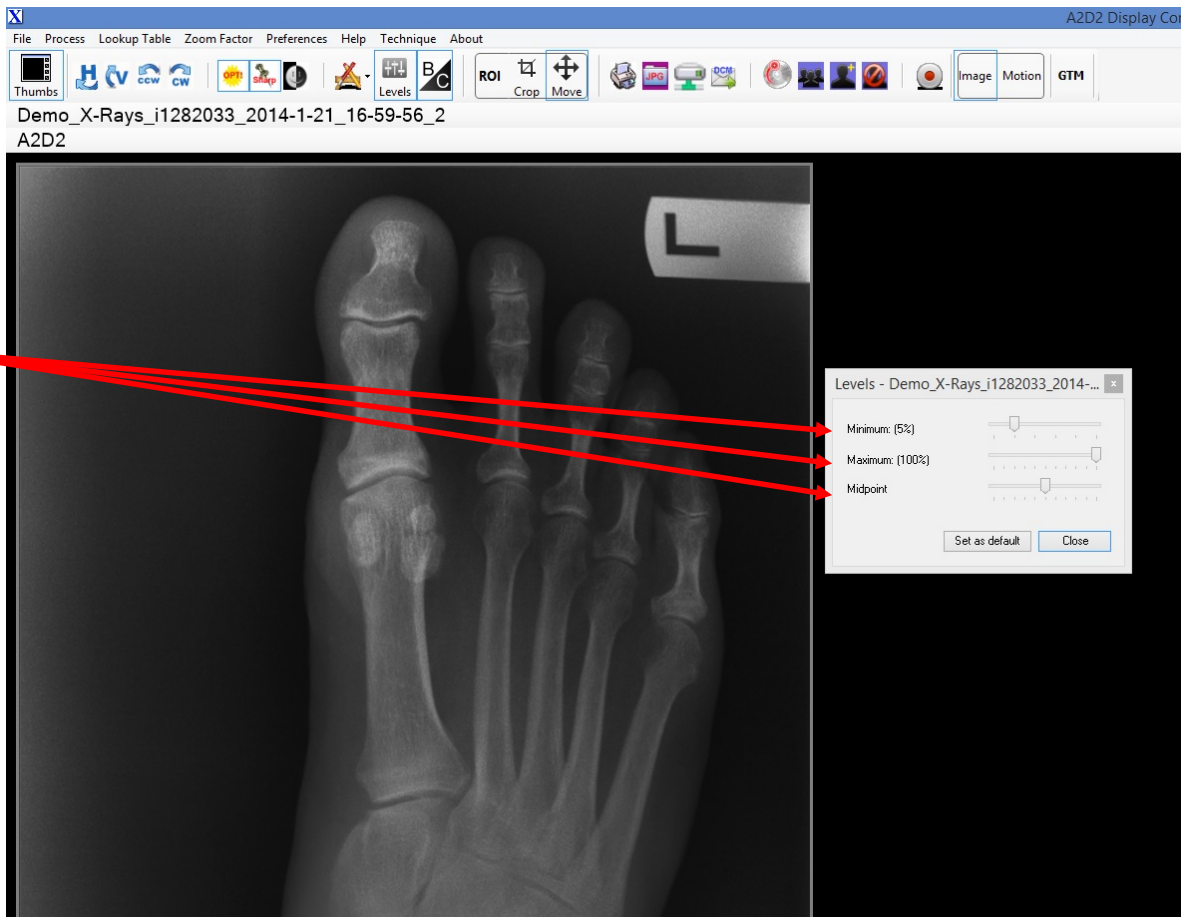 X
A2D2 Display Cor
File Process Lookup Table Zoom Factor Preferences Help Technique About
Thumbs H V CCW CW OPT! Sharp Levels B/C ROI Crop Move JPG DCM Image Motion GTM
Demo_X-Rays_i1282033_2014-1-21_16-59-56_2
A2D2
L
Levels - Demo_X-Rays_i1282033_2014-... x
Minimum: (5%)
Maximum: (100%)
Midpoint
Set as default Close